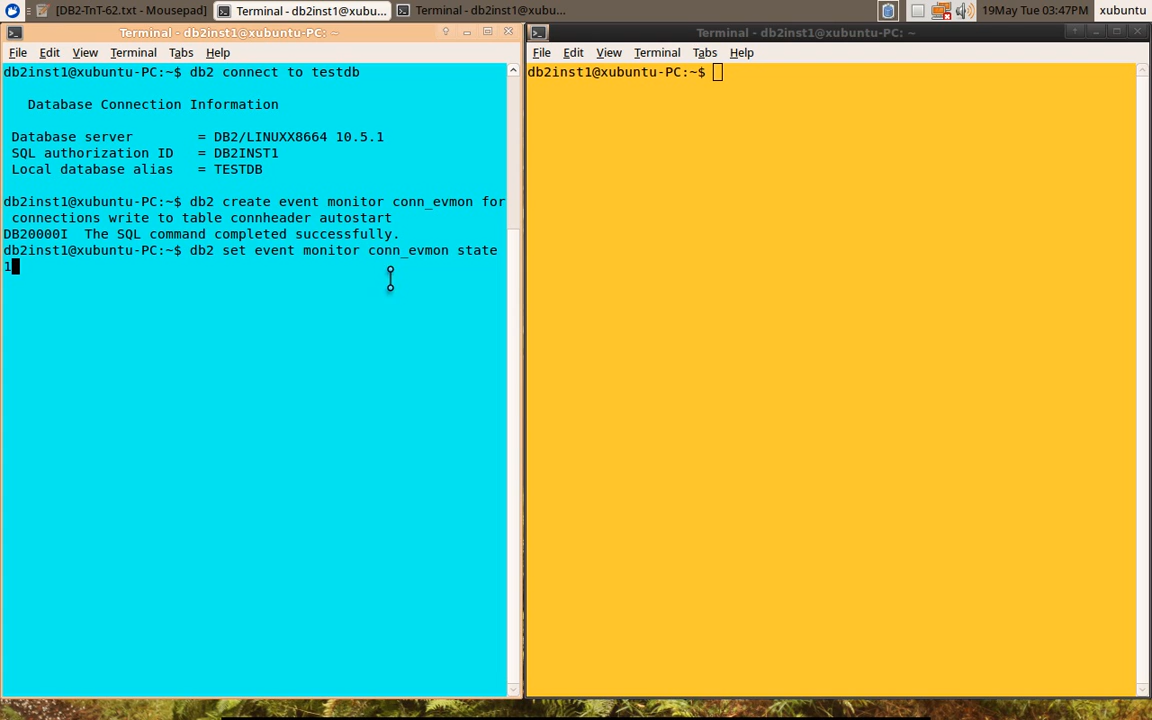 [DB2-TnT-62.txt - Mousepad] Terminal - db2inst1@xubu... Terminal - db2inst1@xubu... 19May Tue 03:47PM xubuntu
Terminal - db2inst1@xubuntu-PC: ~
File Edit View Terminal Tabs Help
db2inst1@xubuntu-PC:~$ db2 connect to testdb
Database Connection Information
Database server = DB2/LINUXX8664 10.5.1
SQL authorization ID = DB2INST1
Local database alias = TESTDB
db2inst1@xubuntu-PC:~$ db2 create event monitor conn_evmon for
connections write to table connheader autostart
DB20000I The SQL command completed successfully.
db2inst1@xubuntu-PC:~$ db2 set event monitor conn_evmon state
1
Terminal - db2inst1@xubuntu-PC: ~
File Edit View Terminal Tabs Help
db2inst1@xubuntu-PC:~$